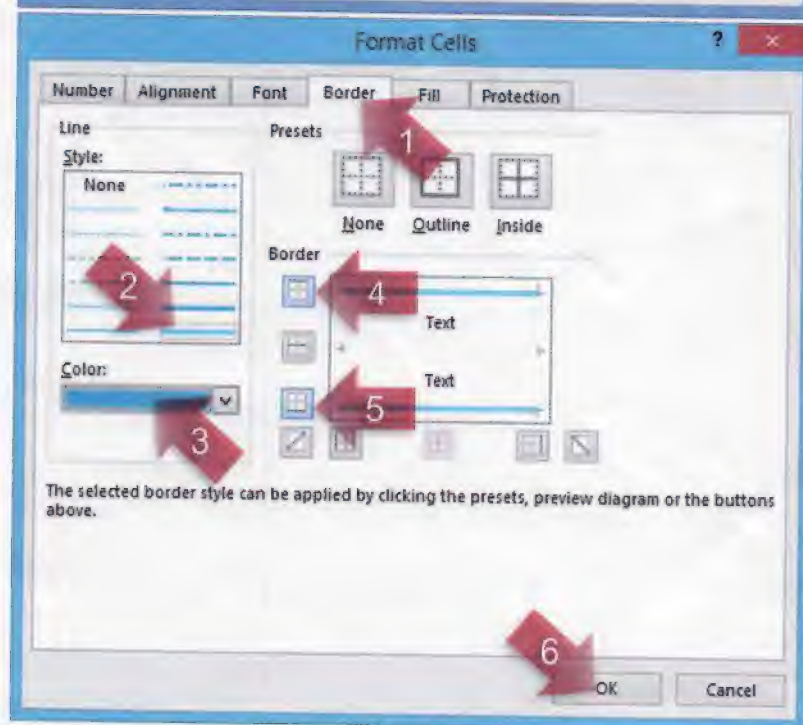 Format Cells ?
Number Alignment Font Border Fill Protection
Line
Style:
None
Color:
Presets
None Outline Inside
Border
Text
Text
1
2
3
4
5
The selected border style can be applied by clicking the presets, preview diagram or the buttons
above.
6
OK Cancel